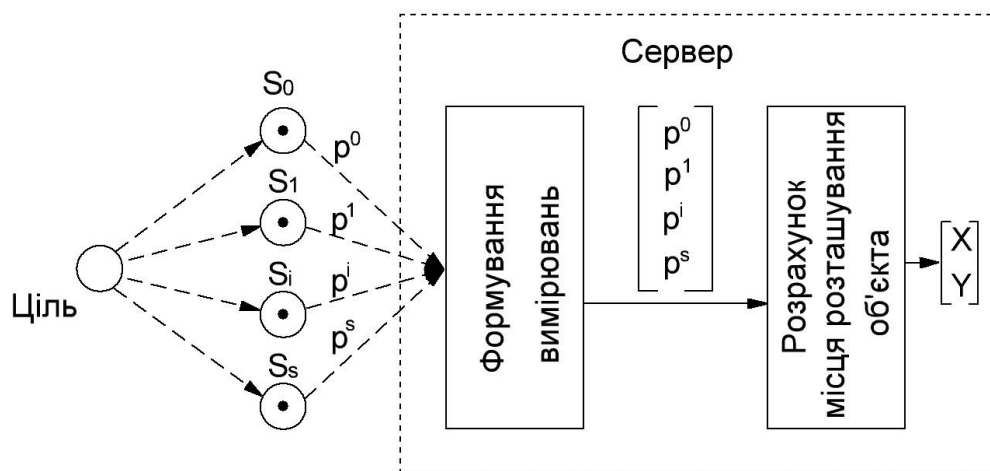 Сервер
S0
p0
S1
p1
Si
pi
Ss
ps
Ціль
Формування
вимірювань
p0
p1
pi
ps
Розрахунок
місця розташування
об'єкта
X
Y